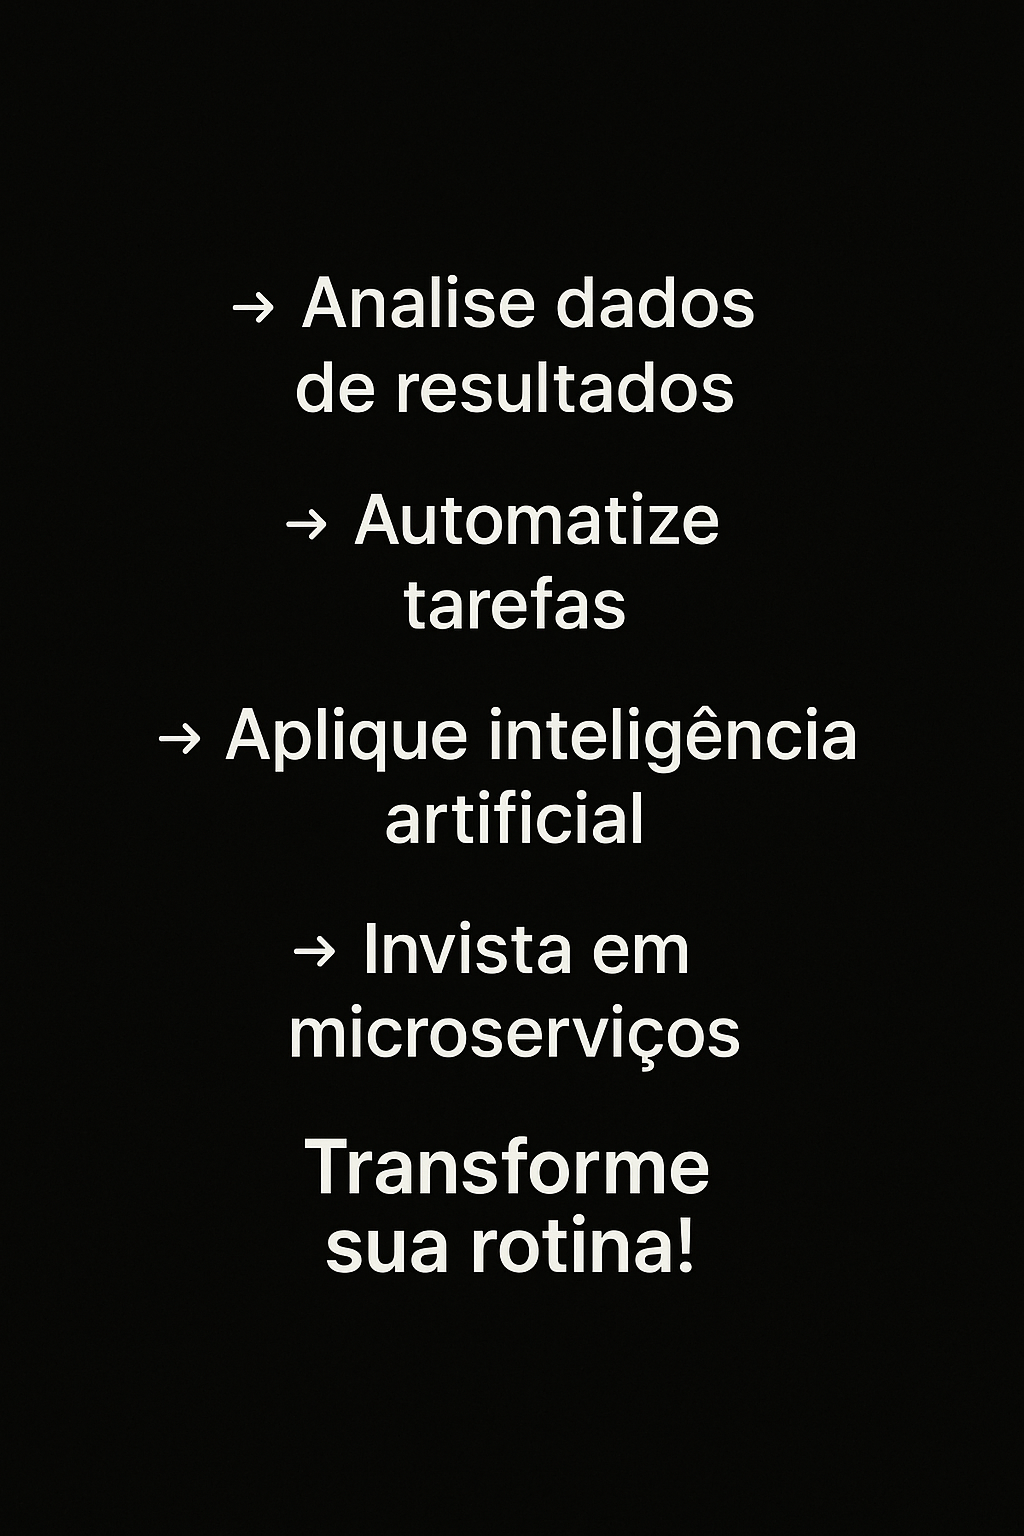 → Analise dados
de resultados
→ Automatize
tarefas
→ Aplique inteligência
artificial
→ Invista em
microserviços
Transforme
sua rotina!